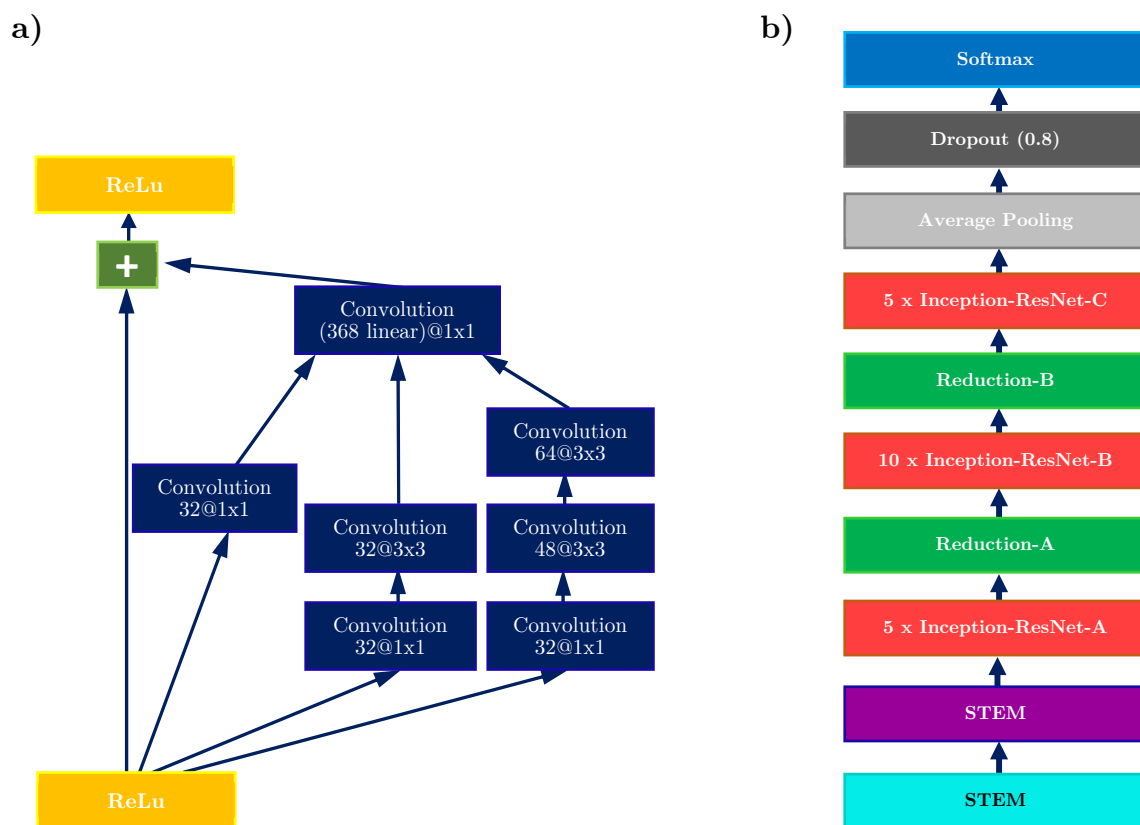 a)
ReLu
+
Convolution
(368 linear)@1x1
Convolution
64@3x3
Convolution
32@1x1
Convolution
32@3x3
Convolution
48@3x3
Convolution
32@1x1
Convolution
32@1x1
ReLu
b)
Softmax
Dropout (0.8)
Average Pooling
5 x Inception-ResNet-C
Reduction-B
10 x Inception-ResNet-B
Reduction-A
5 x Inception-ResNet-A
STEM
STEM